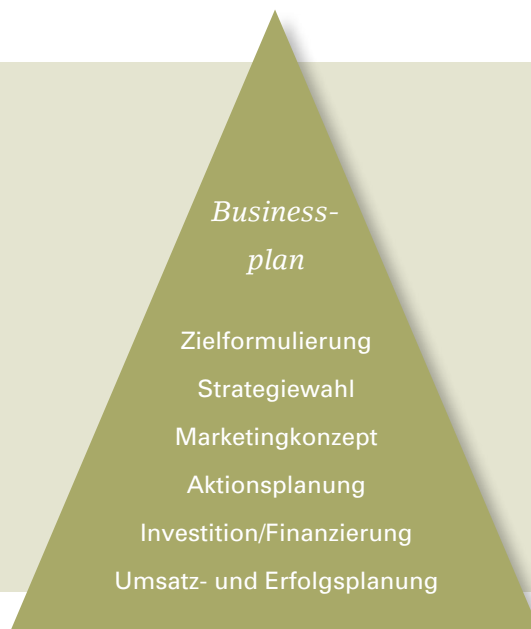 Business-
plan
Zielformulierung
Strategiewahl
Marketingkonzept
Aktionsplanung
Investition/Finanzierung
Umsatz- und Erfolgsplanung